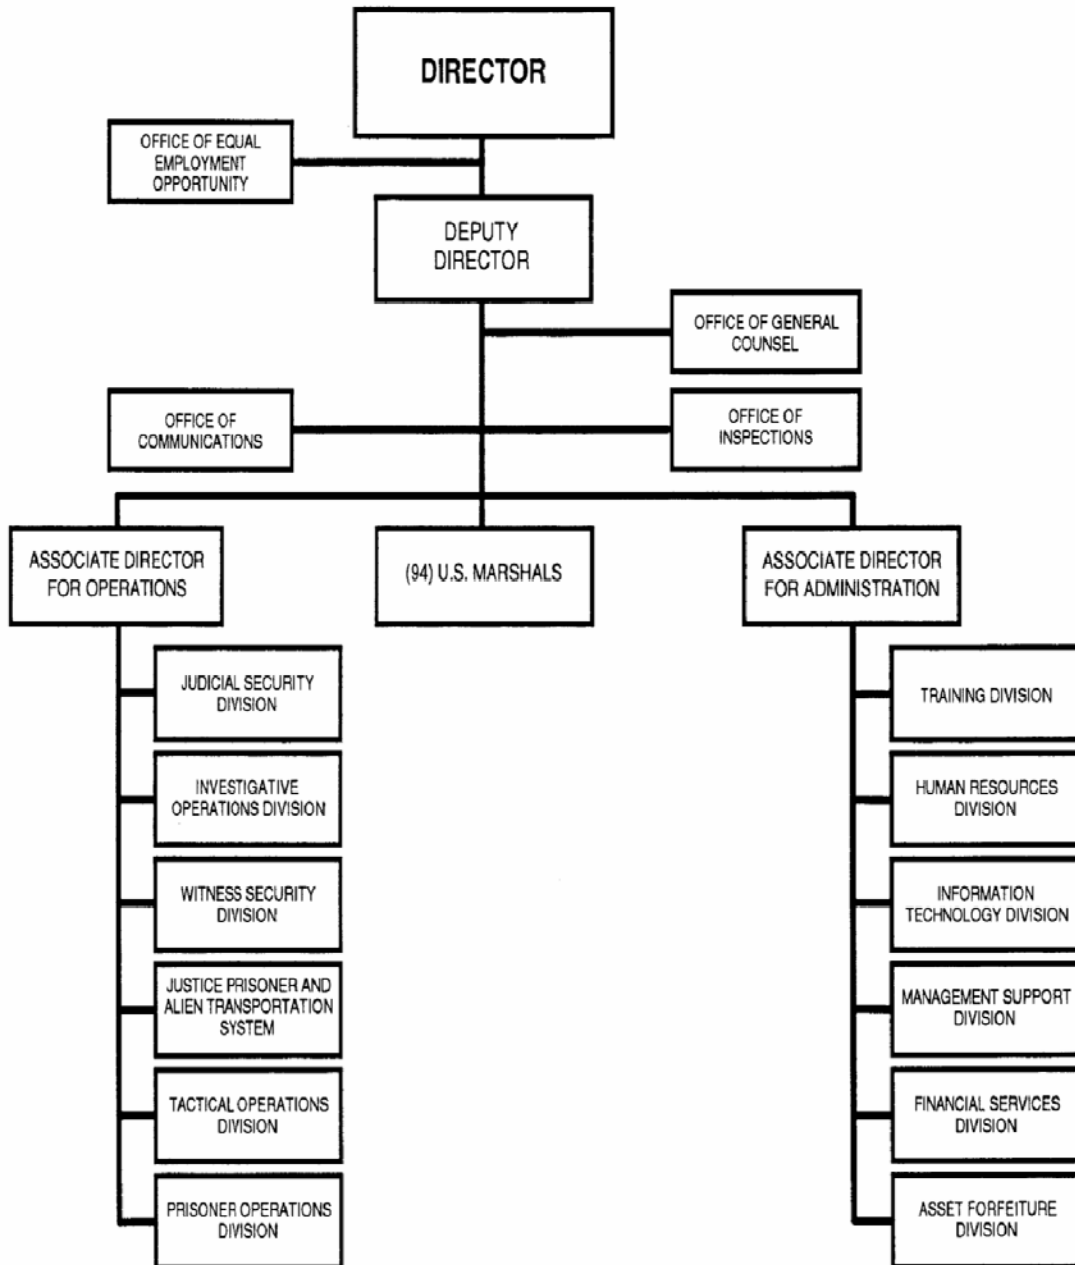 DIRECTOR
OFFICE OF EQUAL
EMPLOYMENT
OPPORTUNITY
DEPUTY
DIRECTOR
OFFICE OF GENERAL
COUNSEL
OFFICE OF
COMMUNICATIONS
OFFICE OF
INSPECTIONS
ASSOCIATE DIRECTOR
FOR OPERATIONS
(94) U.S. MARSHALS
ASSOCIATE DIRECTOR
FOR ADMINISTRATION
JUDICIAL SECURITY
DIVISION
INVESTIGATIVE
OPERATIONS DIVISION
WITNESS SECURITY
DIVISION
JUSTICE PRISONER AND
ALIEN TRANSPORTATION
SYSTEM
TACTICAL OPERATIONS
DIVISION
PRISONER OPERATIONS
DIVISION
TRAINING DIVISION
HUMAN RESOURCES
DIVISION
INFORMATION
TECHNOLOGY DIVISION
MANAGEMENT SUPPORT
DIVISION
FINANCIAL SERVICES
DIVISION
ASSET FORFEITURE
DIVISION